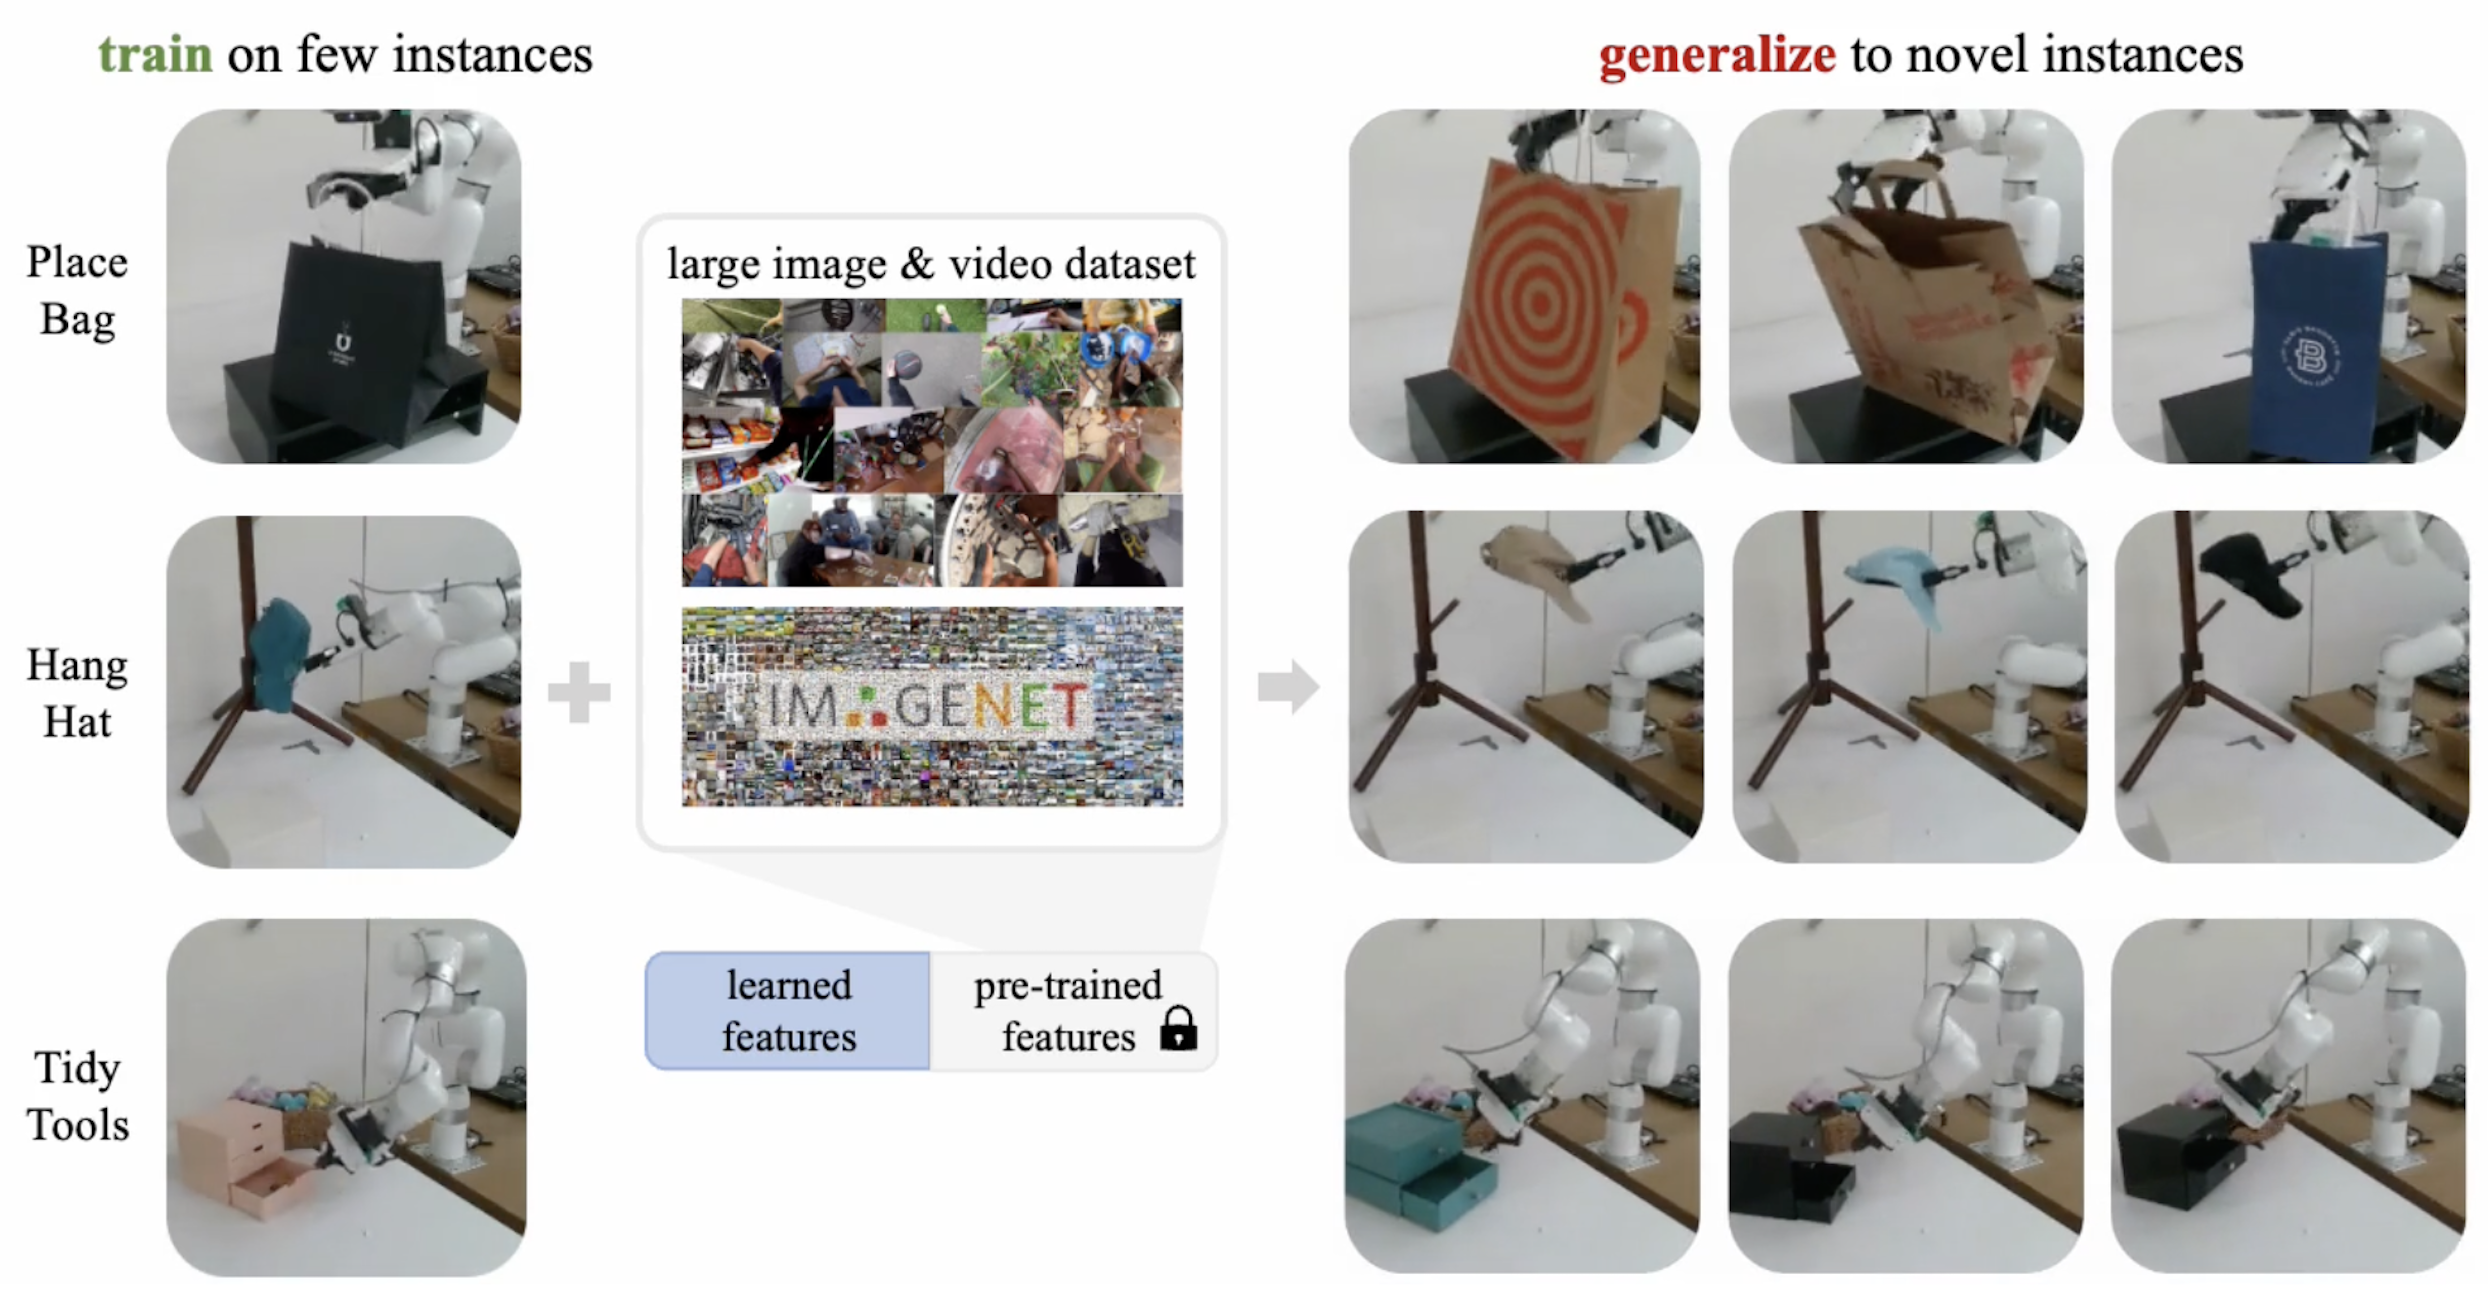 train on few instances
generalize to novel instances
Place
Bag
large image & video dataset
IMAGENET
Hang
Hat
learned
features
pre-trained
features
Tidy
Tools